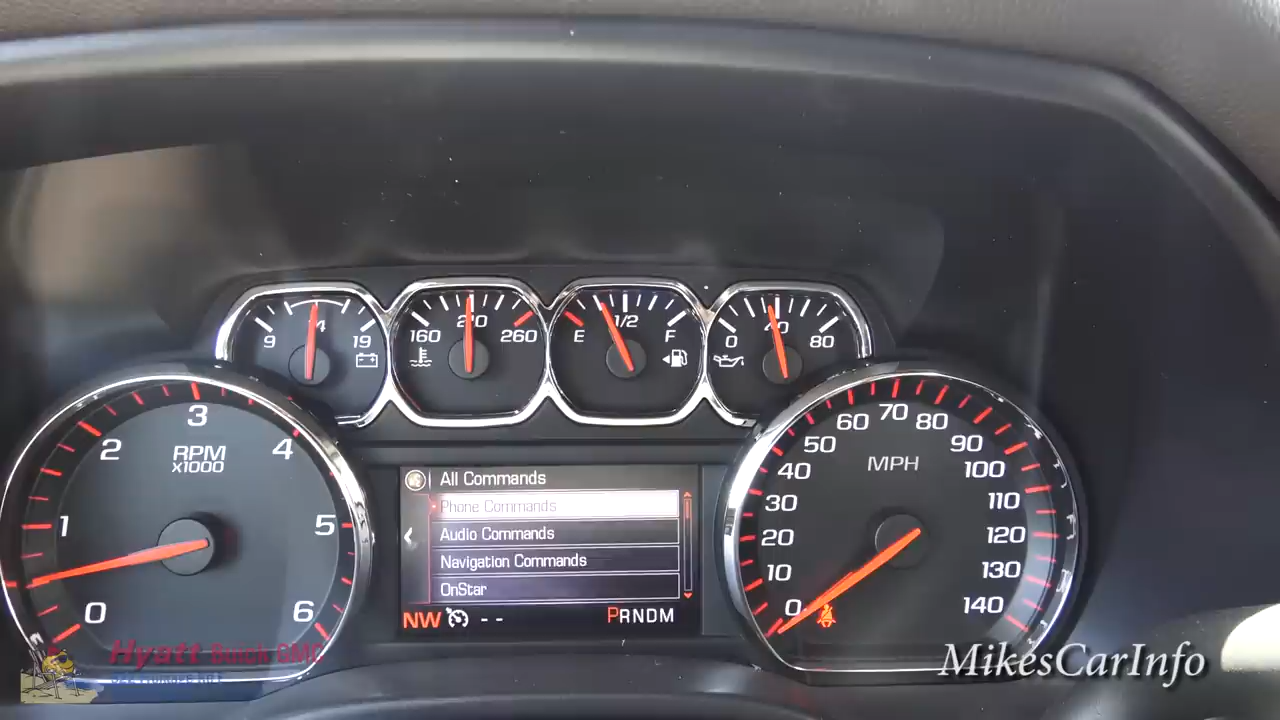 9 14 19
160 210 260
E 1/2 F
0 40 80
0 1 2 3 4 5 6
RPM
x1000
All Commands
Phone Commands
Audio Commands
Navigation Commands
OnStar
NW -- PRNDM
0 10 20 30 40 50 60 70 80 90 100 110 120 130 140
MPH
Hyatt Buick GMC
MikesCarInfo